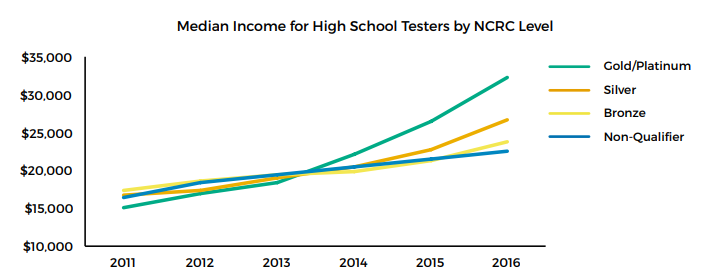 Median Income for High School Testers by NCRC Level
$35,000
$30,000
$25,000
$20,000
$15,000
$10,000
2011 2012 2013 2014 2015 2016
Gold/Platinum
Silver
Bronze
Non-Qualifier